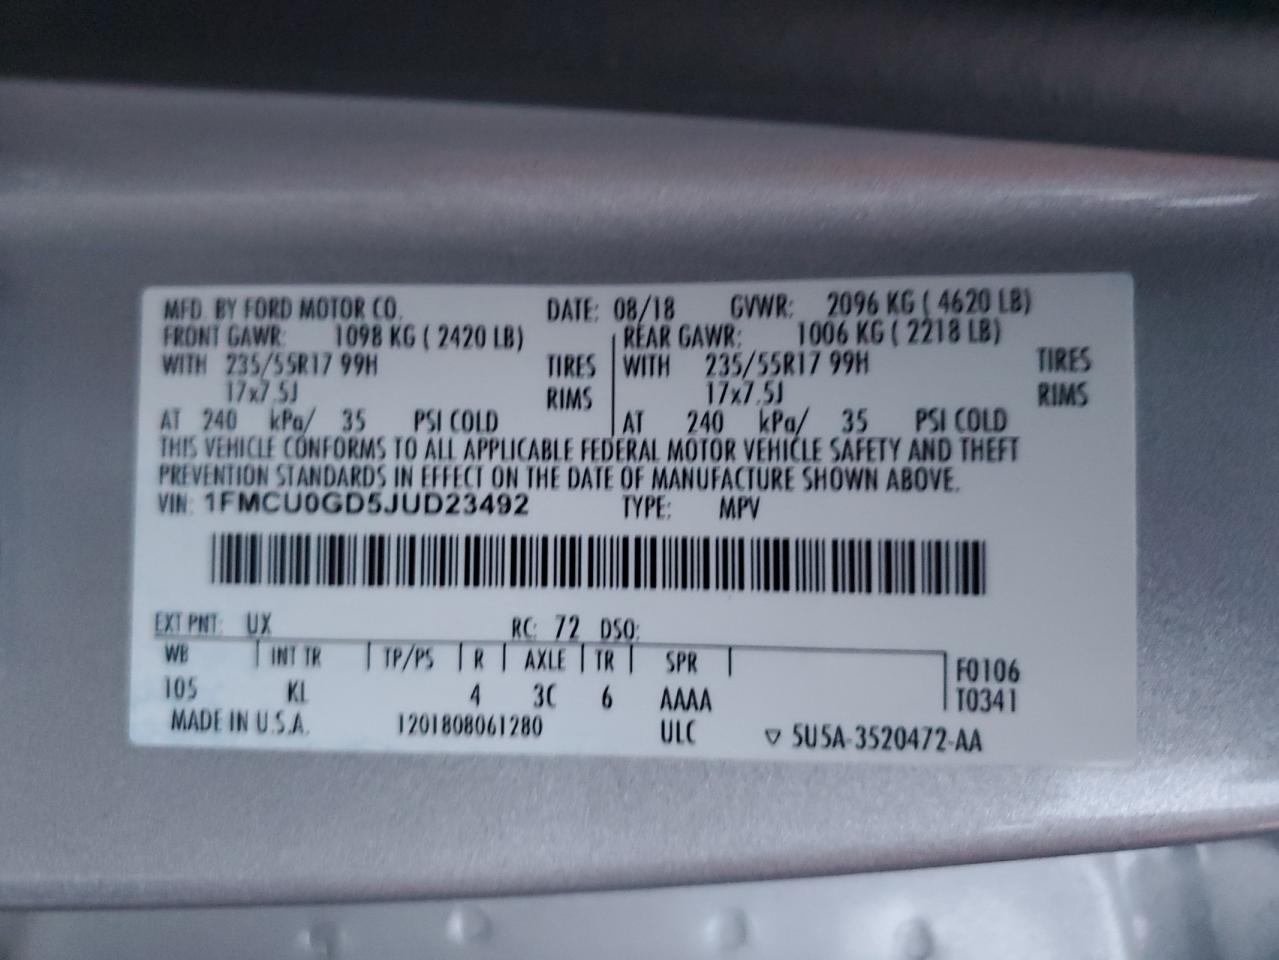 MFD. BY FORD MOTOR CO. DATE: 08/18 GVWR: 2096 KG ( 4620 LB)
FRONT GAWR: 1098 KG ( 2420 LB) REAR GAWR: 1006 KG ( 2218 LB)
WITH 235/55R17 99H TIRES WITH 235/55R17 99H TIRES
17x7.5J RIMS 17x7.5J RIMS
AT 240 kPa/ 35 PSI COLD AT 240 kPa/ 35 PSI COLD
THIS VEHICLE CONFORMS TO ALL APPLICABLE FEDERAL MOTOR VEHICLE SAFETY AND THEFT
PREVENTION STANDARDS IN EFFECT ON THE DATE OF MANUFACTURE SHOWN ABOVE.
VIN: 1FMCU0GD5JUD23492 TYPE: MPV
EXT PNT: UX RC: 72 DSO:
WB INT TR TP/PS R AXLE TR SPR F0106
105 KL 4 3C 6 AAAA T0341
MADE IN U.S.A. 1201808061280 ULC ▽ 5U5A-3520472-AA